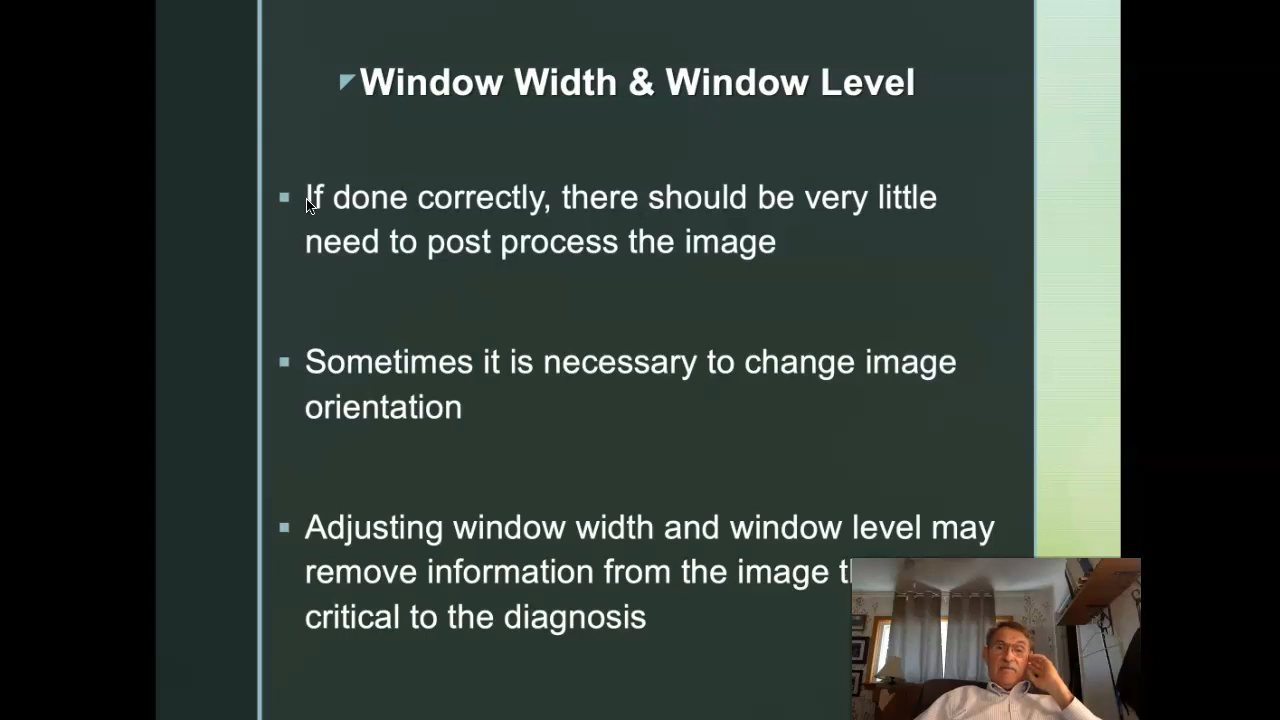 Window Width & Window Level
If done correctly, there should be very little
need to post process the image
Sometimes it is necessary to change image
orientation
Adjusting window width and window level may
remove information from the image
critical to the diagnosis